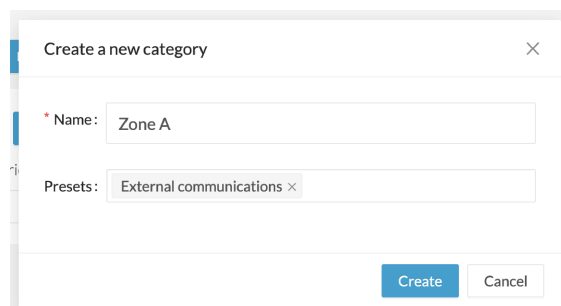 Create a new category
* Name: Zone A
Presets: External communications ×
Create Cancel